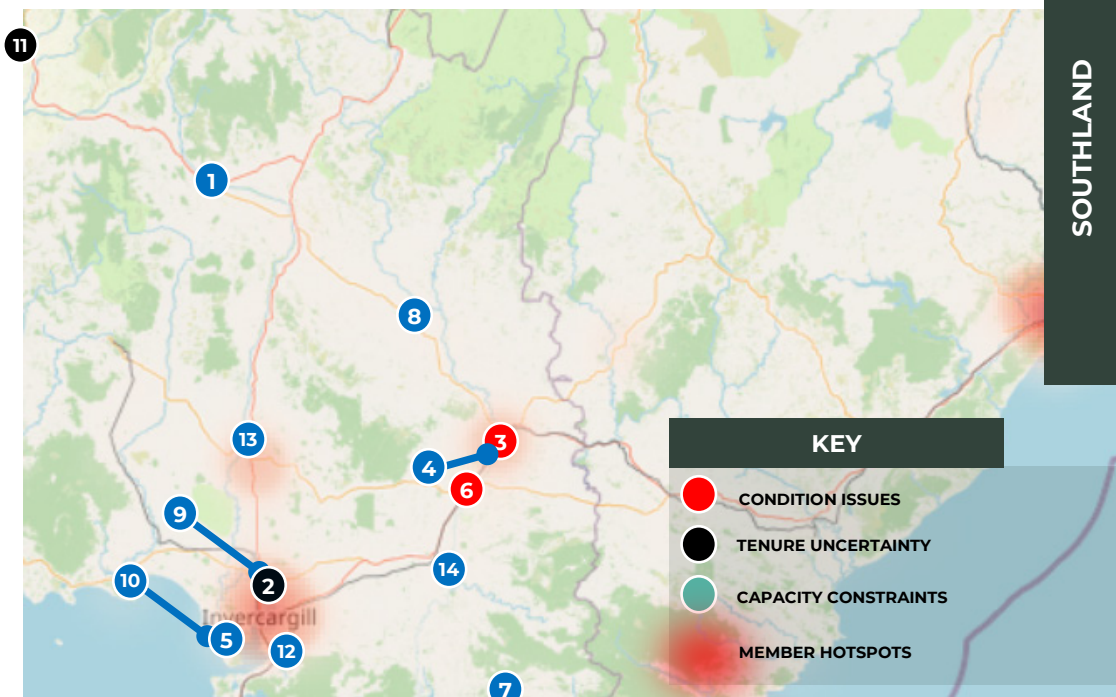 11
SOUTHLAND
1
8
13
3
4
6
9
2
10
14
Invercargill
5
12
7
KEY
CONDITION ISSUES
TENURE UNCERTAINTY
CAPACITY CONSTRAINTS
MEMBER HOTSPOTS